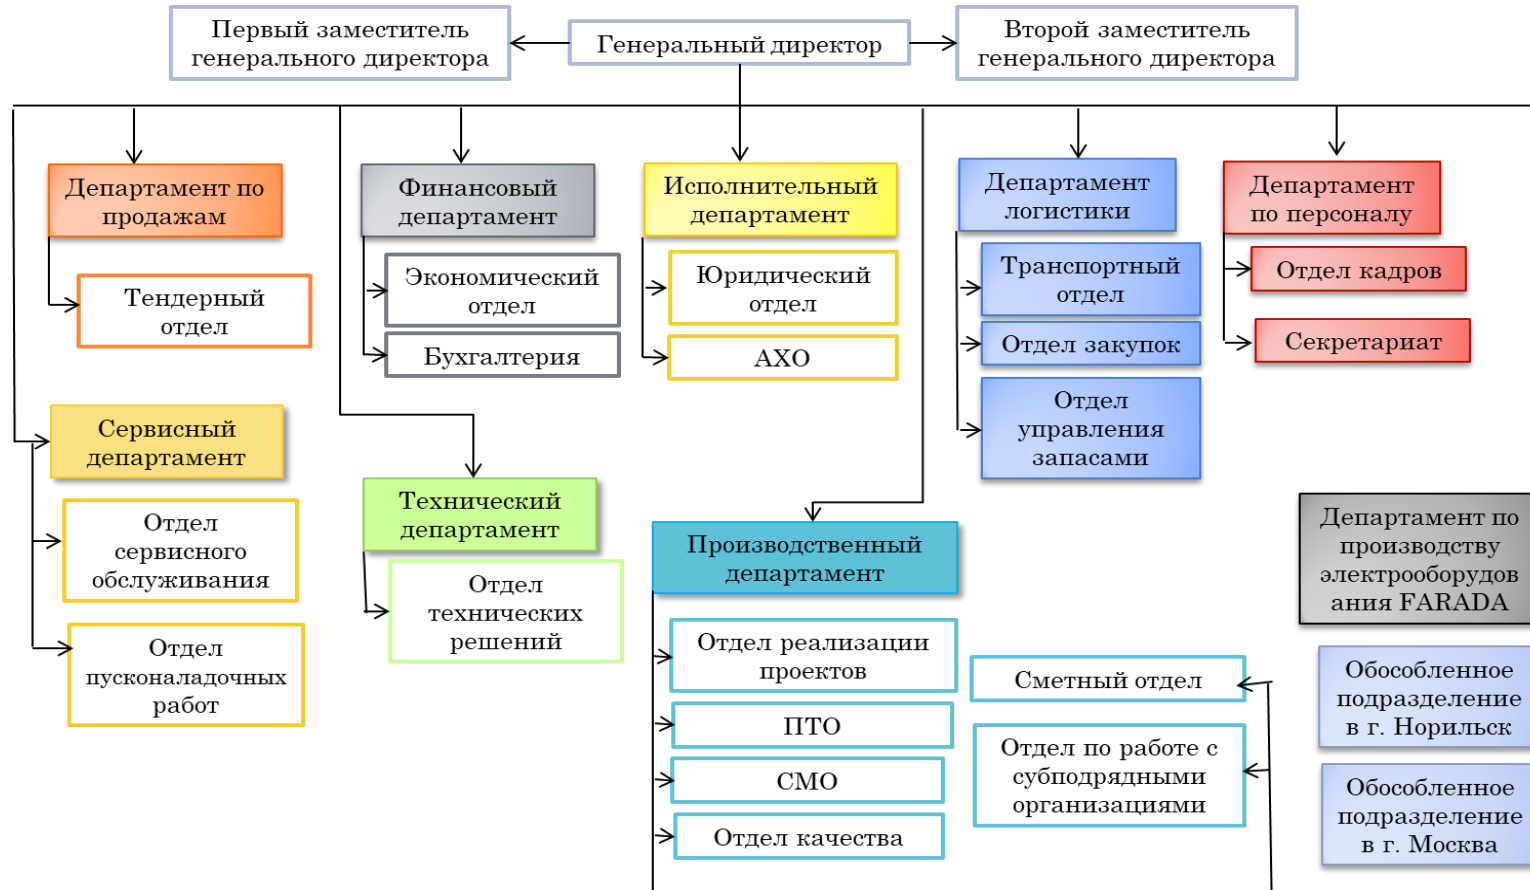 Первый заместитель
генерального директора
Генеральный директор
Второй заместитель
генерального директора
Департамент по
продажам
Тендерный
отдел
Финансовый
департамент
Экономический
отдел
Бухгалтерия
Исполнительный
департамент
Юридический
отдел
АХО
Департамент
логистики
Транспортный
отдел
Отдел закупок
Отдел
управления
запасами
Департамент
по персоналу
Отдел кадров
Секретариат
Сервисный
департамент
Отдел
сервисного
обслуживания
Отдел
пусконаладочных
работ
Технический
департамент
Отдел
технических
решений
Производственный
департамент
Отдел реализации
проектов
ПТО
СМО
Отдел качества
Сметный отдел
Отдел по работе с
субподрядными
организациями
Департамент по
производству
электрооборудов
ания FARADA
Обособленное
подразделение
в г. Норильск
Обособленное
подразделение
в г. Москва